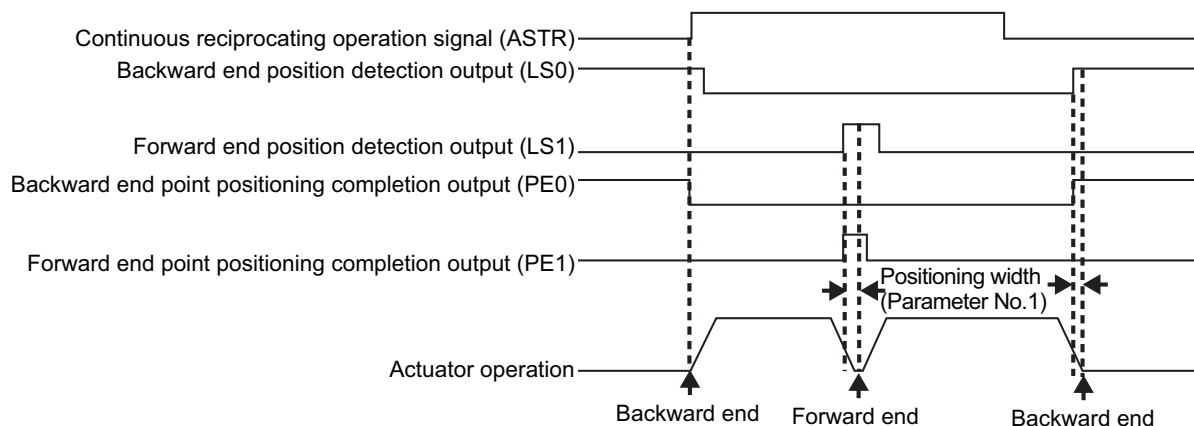 Continuous reciprocating operation signal (ASTR)
Backward end position detection output (LS0)
Forward end position detection output (LS1)
Backward end point positioning completion output (PE0)
Forward end point positioning completion output (PE1)
Positioning width
(Parameter No.1)
Actuator operation
Backward end
Forward end
Backward end